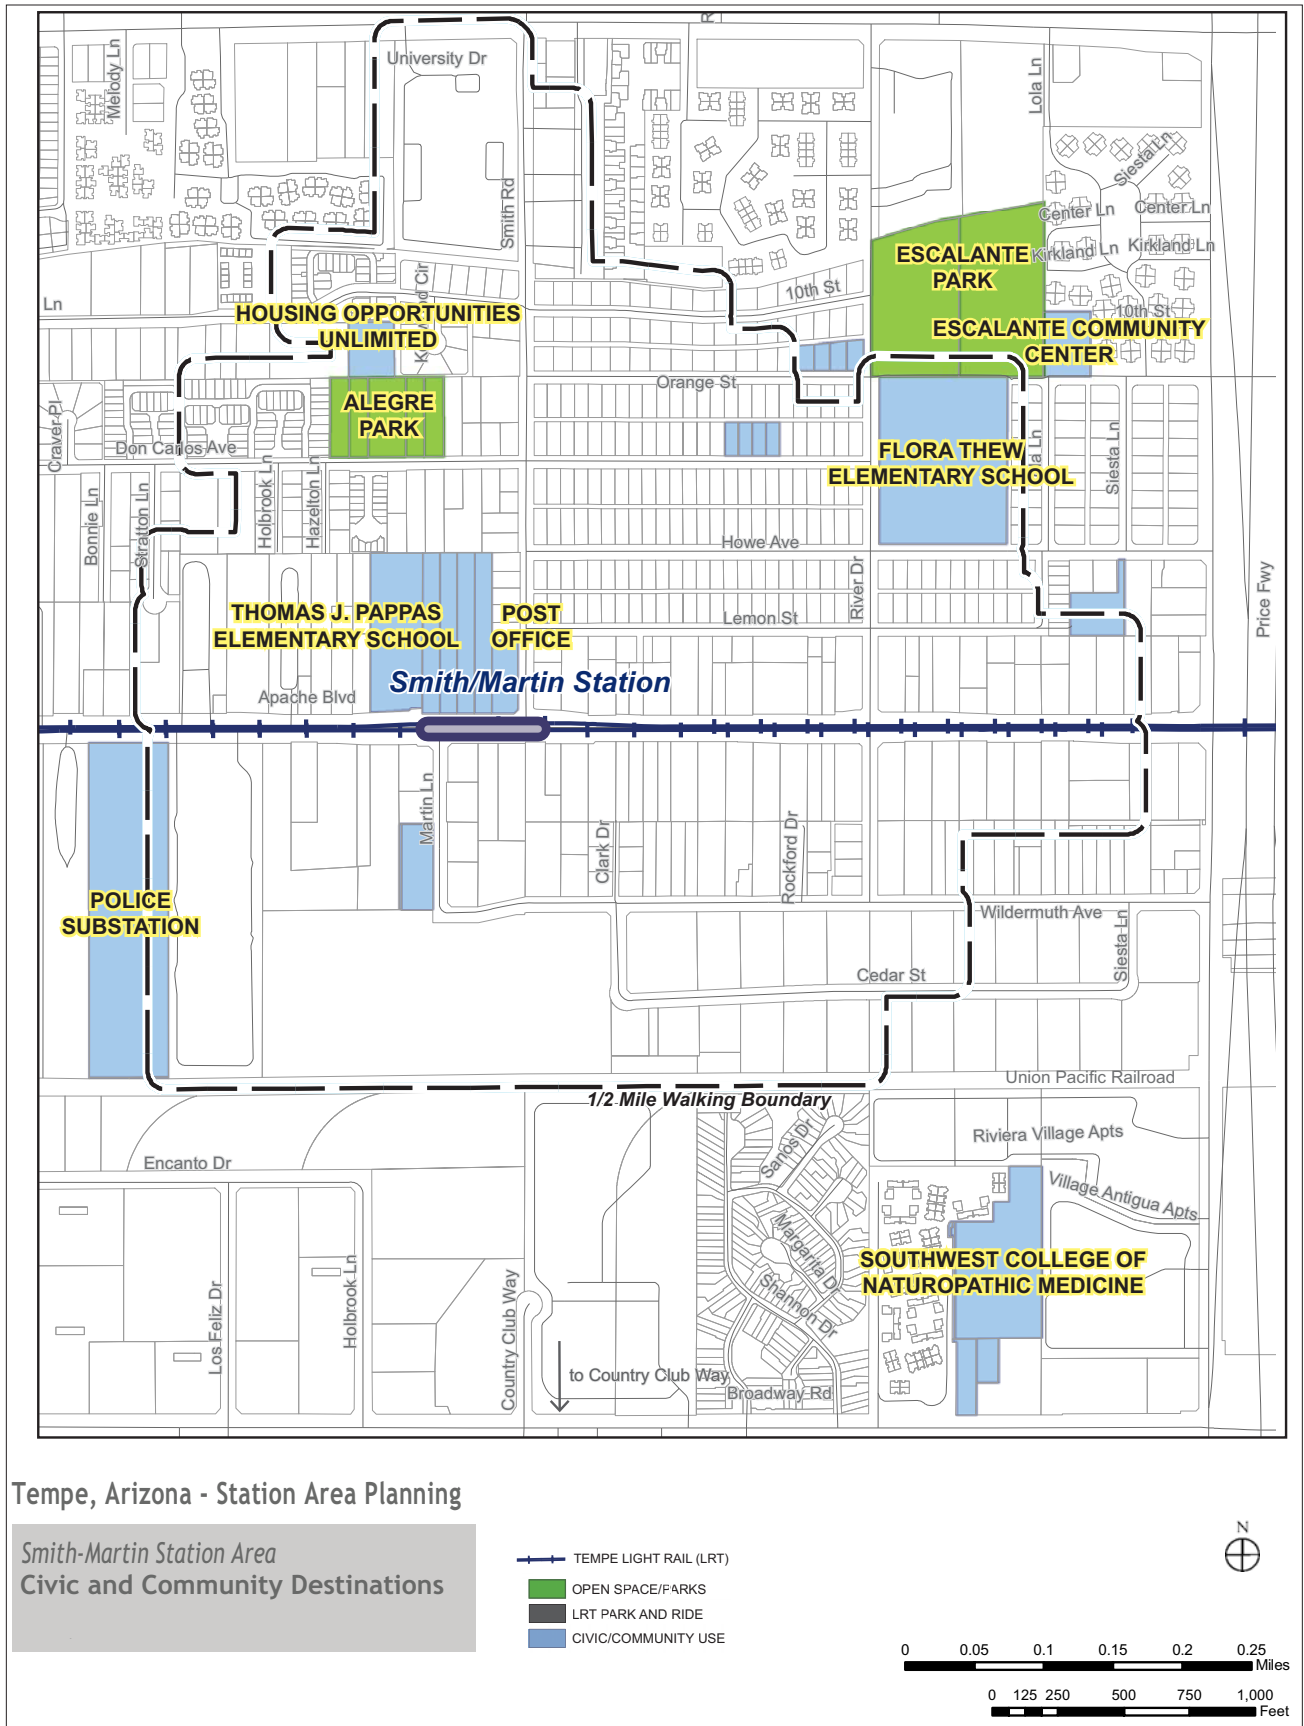 University Dr
Melody Ln
Smith Rd
Lola Ln
Siesta Ln
Center Ln
Center Ln
Kirkland Ln
Kirkland Ln
10th St
10th St
ESCALANTE
PARK
ESCALANTE COMMUNITY
CENTER
Ln
HOUSING OPPORTUNITIES
UNLIMITED
Cir
ALEGRE
PARK
Orange St
Craver Pl
Don Carlos Ave
FLORA THEW
ELEMENTARY SCHOOL
Siesta Ln
Bonnie Ln
Stratton Ln
Holbrook Ln
Hazelton Ln
Howe Ave
River Dr
Price Fwy
THOMAS J. PAPPAS
ELEMENTARY SCHOOL
POST
OFFICE
Lemon St
Smith/Martin Station
Apache Blvd
Martin Ln
Clark Dr
Rockford Dr
POLICE
SUBSTATION
Wildermuth Ave
Siesta Ln
Cedar St
Union Pacific Railroad
1/2 Mile Walking Boundary
Sanos Dr
Riviera Village Apts
Encanto Dr
Village Antigua Apts
Margarita Dr
Shannon Dr
SOUTHWEST COLLEGE OF
NATUROPATHIC MEDICINE
Los Feliz Dr
Holbrook Ln
Country Club Way
to Country Club Way
Broadway Rd
Tempe, Arizona - Station Area Planning
Smith-Martin Station Area
Civic and Community Destinations
TEMPE LIGHT RAIL (LRT)
OPEN SPACE/PARKS
LRT PARK AND RIDE
CIVIC/COMMUNITY USE
N
0 0.05 0.1 0.15 0.2 0.25
Miles
0 125 250 500 750 1,000
Feet